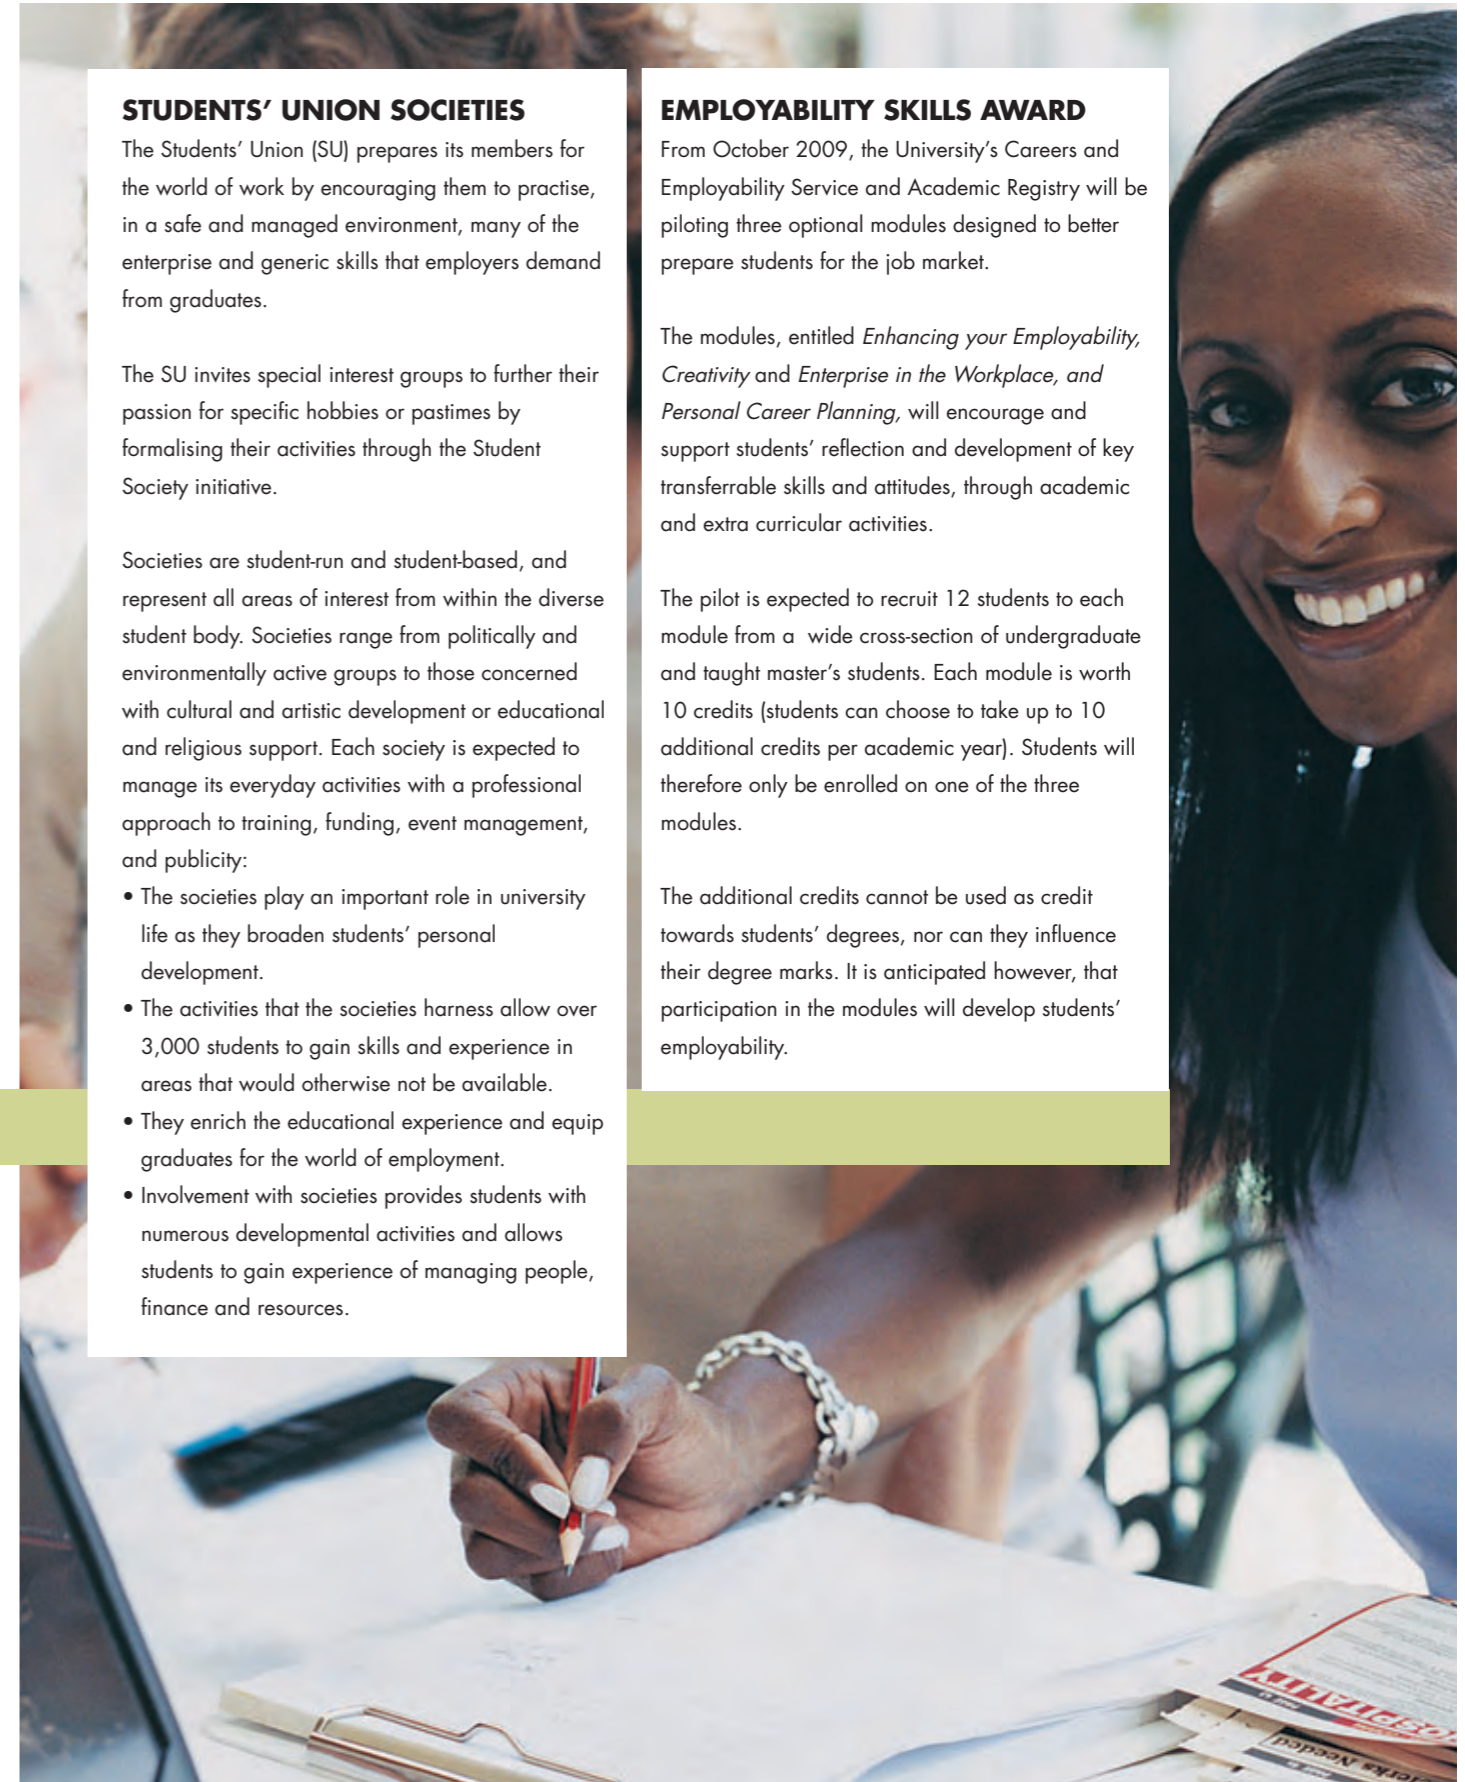 STUDENTS’ UNION SOCIETIES
The Students’ Union (SU) prepares its members for
the world of work by encouraging them to practise,
in a safe and managed environment, many of the
enterprise and generic skills that employers demand
from graduates.
The SU invites special interest groups to further their
passion for specific hobbies or pastimes by
formalising their activities through the Student
Society initiative.
Societies are student-run and student-based, and
represent all areas of interest from within the diverse
student body. Societies range from politically and
environmentally active groups to those concerned
with cultural and artistic development or educational
and religious support. Each society is expected to
manage its everyday activities with a professional
approach to training, funding, event management,
and publicity:
• The societies play an important role in university
life as they broaden students’ personal
development.
• The activities that the societies harness allow over
3,000 students to gain skills and experience in
areas that would otherwise not be available.
• They enrich the educational experience and equip
graduates for the world of employment.
• Involvement with societies provides students with
numerous developmental activities and allows
students to gain experience of managing people,
finance and resources.
EMPLOYABILITY SKILLS AWARD
From October 2009, the University’s Careers and
Employability Service and Academic Registry will be
piloting three optional modules designed to better
prepare students for the job market.
The modules, entitled Enhancing your Employability,
Creativity and Enterprise in the Workplace, and
Personal Career Planning, will encourage and
support students’ reflection and development of key
transferrable skills and attitudes, through academic
and extra curricular activities.
The pilot is expected to recruit 12 students to each
module from a  wide cross-section of undergraduate
and taught master’s students. Each module is worth
10 credits (students can choose to take up to 10
additional credits per academic year). Students will
therefore only be enrolled on one of the three
modules.
The additional credits cannot be used as credit
towards students’ degrees, nor can they influence
their degree marks. It is anticipated however, that
participation in the modules will develop students’
employability.
HOSPITALITY
Needed